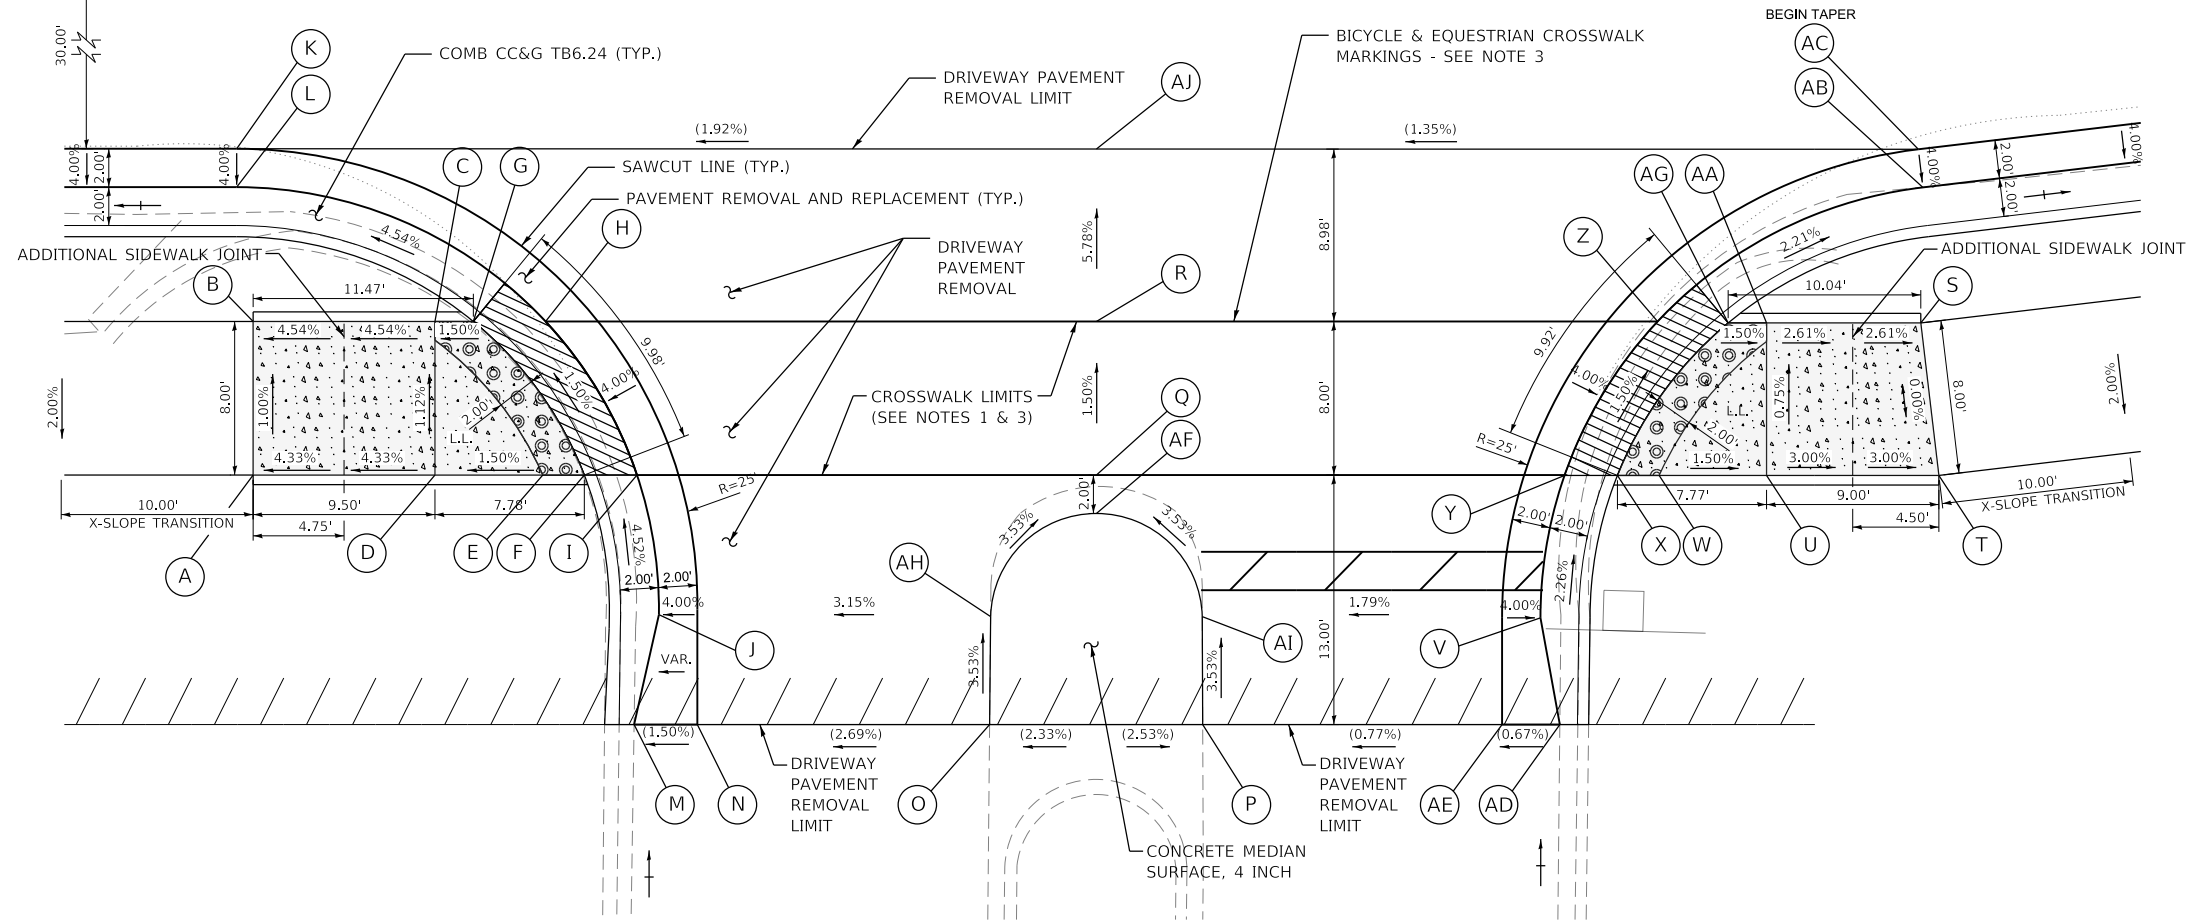 BEGIN TAPER
30.00'
K
COMB CC&G TB6.24 (TYP.)
BICYCLE & EQUESTRIAN CROSSWALK
MARKINGS - SEE NOTE 3
AC
L
DRIVEWAY PAVEMENT
REMOVAL LIMIT
AJ
AB
(1.92%)
(1.35%)
4.00%
2.00'
4.00%
C
G
SAWCUT LINE (TYP.)
AG
AA
4.00%
2.00'
4.00%
2.00'
PAVEMENT REMOVAL AND REPLACEMENT (TYP.)
2.00'
4.54%
H
5.78%
8.98'
Z
2.21%
ADDITIONAL SIDEWALK JOINT
DRIVEWAY
PAVEMENT
REMOVAL
ADDITIONAL SIDEWALK JOINT
B
11.47'
R
10.04'
S
4.54%
4.54%
1.50%
9.98'
9.92'
1.50%
2.61%
2.61%
2.00%
8.00'
1.00%
1.12%
2.00'
L.L.
1.50%
4.00%
CROSSWALK LIMITS
(SEE NOTES 1 & 3)
1.50%
8.00'
4.00%
1.50%
2.00'
L.L.
0.75%
0.00%
8.00'
2.00%
4.33%
4.33%
1.50%
Q
AF
R=25'
1.50%
3.00%
3.00%
10.00'
X-SLOPE TRANSITION
9.50'
7.78'
4.75'
R=25'
2.00'
7.77'
9.00'
4.50'
10.00'
X-SLOPE TRANSITION
A
D
E
F
I
4.52%
3.53%
3.53%
Y
2.00'
2.00'
X
W
U
T
AH
2.00'
2.00'
4.00%
3.15%
1.79%
4.00%
2.26%
J
AI
V
VAR.
3.53%
3.53%
13.00'
(1.50%)
(2.69%)
(2.33%)
(2.53%)
(0.77%)
(0.67%)
M
N
DRIVEWAY
PAVEMENT
REMOVAL
LIMIT
O
P
DRIVEWAY
PAVEMENT
REMOVAL
LIMIT
AE
AD
CONCRETE MEDIAN
SURFACE, 4 INCH